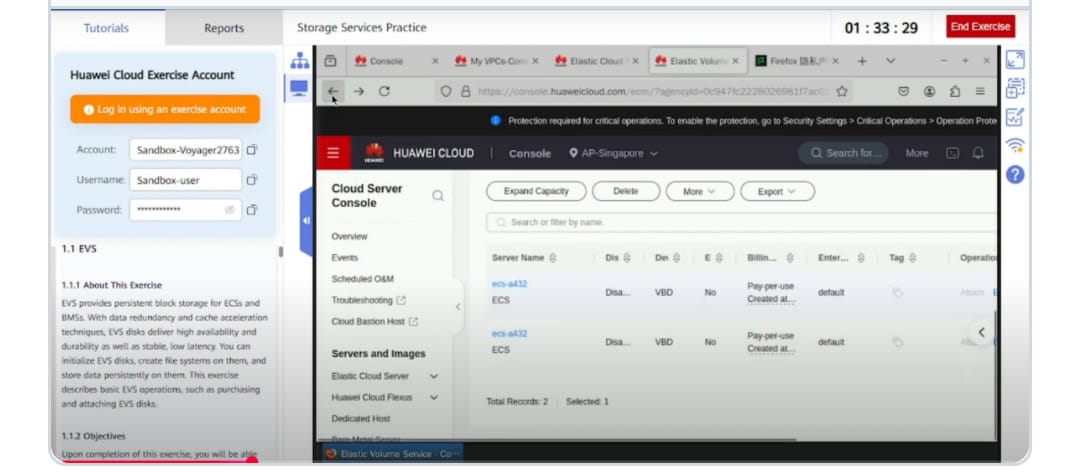 Tutorials
Reports
Storage Services Practice
01 : 33 : 29
End Exercise
Huawei Cloud Exercise Account
Log in using an exercise account
Account: Sandbox-Voyager2763
Username: Sandbox-user
Password: ************
1.1 EVS
1.1.1 About This Exercise
EVS provides persistent block storage for ECSs and
BMSs. With data redundancy and cache acceleration
techniques, EVS disks deliver high availability and
durability as well as stable, low latency. You can
initialize EVS disks, create file systems on them, and
store data persistently on them. This exercise
describes basic EVS operations, such as purchasing
and attaching EVS disks.
1.1.2 Objectives
Upon completion of this exercise, you will be able
Console
My VPCs-Con
Elastic Cloud
Elastic Volum
Firefox 隐私
https://console.huaweicloud.com/ecm/?agencyId=
Protection required for critical operations. To enable the protection, go to Security Settings > Critical Operations > Operation Prote
HUAWEI
HUAWEI CLOUD | Console AP-Singapore
Search for...
More
Cloud Server
Console
Overview
Events
Scheduled O&M
Troubleshooting
Cloud Bastion Host
Servers and Images
Elastic Cloud Server
Huawei Cloud Flexus
Dedicated Host
Bare Metal Server
Expand Capacity
Delete
More
Export
Search or filter by name.
Server Name Dis Dev E Billin... Enter... Tag Operation
ecs-a432
ECS
Disa... VBD No
Pay-per-use
Created at...
default
Attach
ecs-a432
ECS
Disa... VBD No
Pay-per-use
Created at...
default
Total Records: 2 Selected: 1
Elastic Volume Service - Co